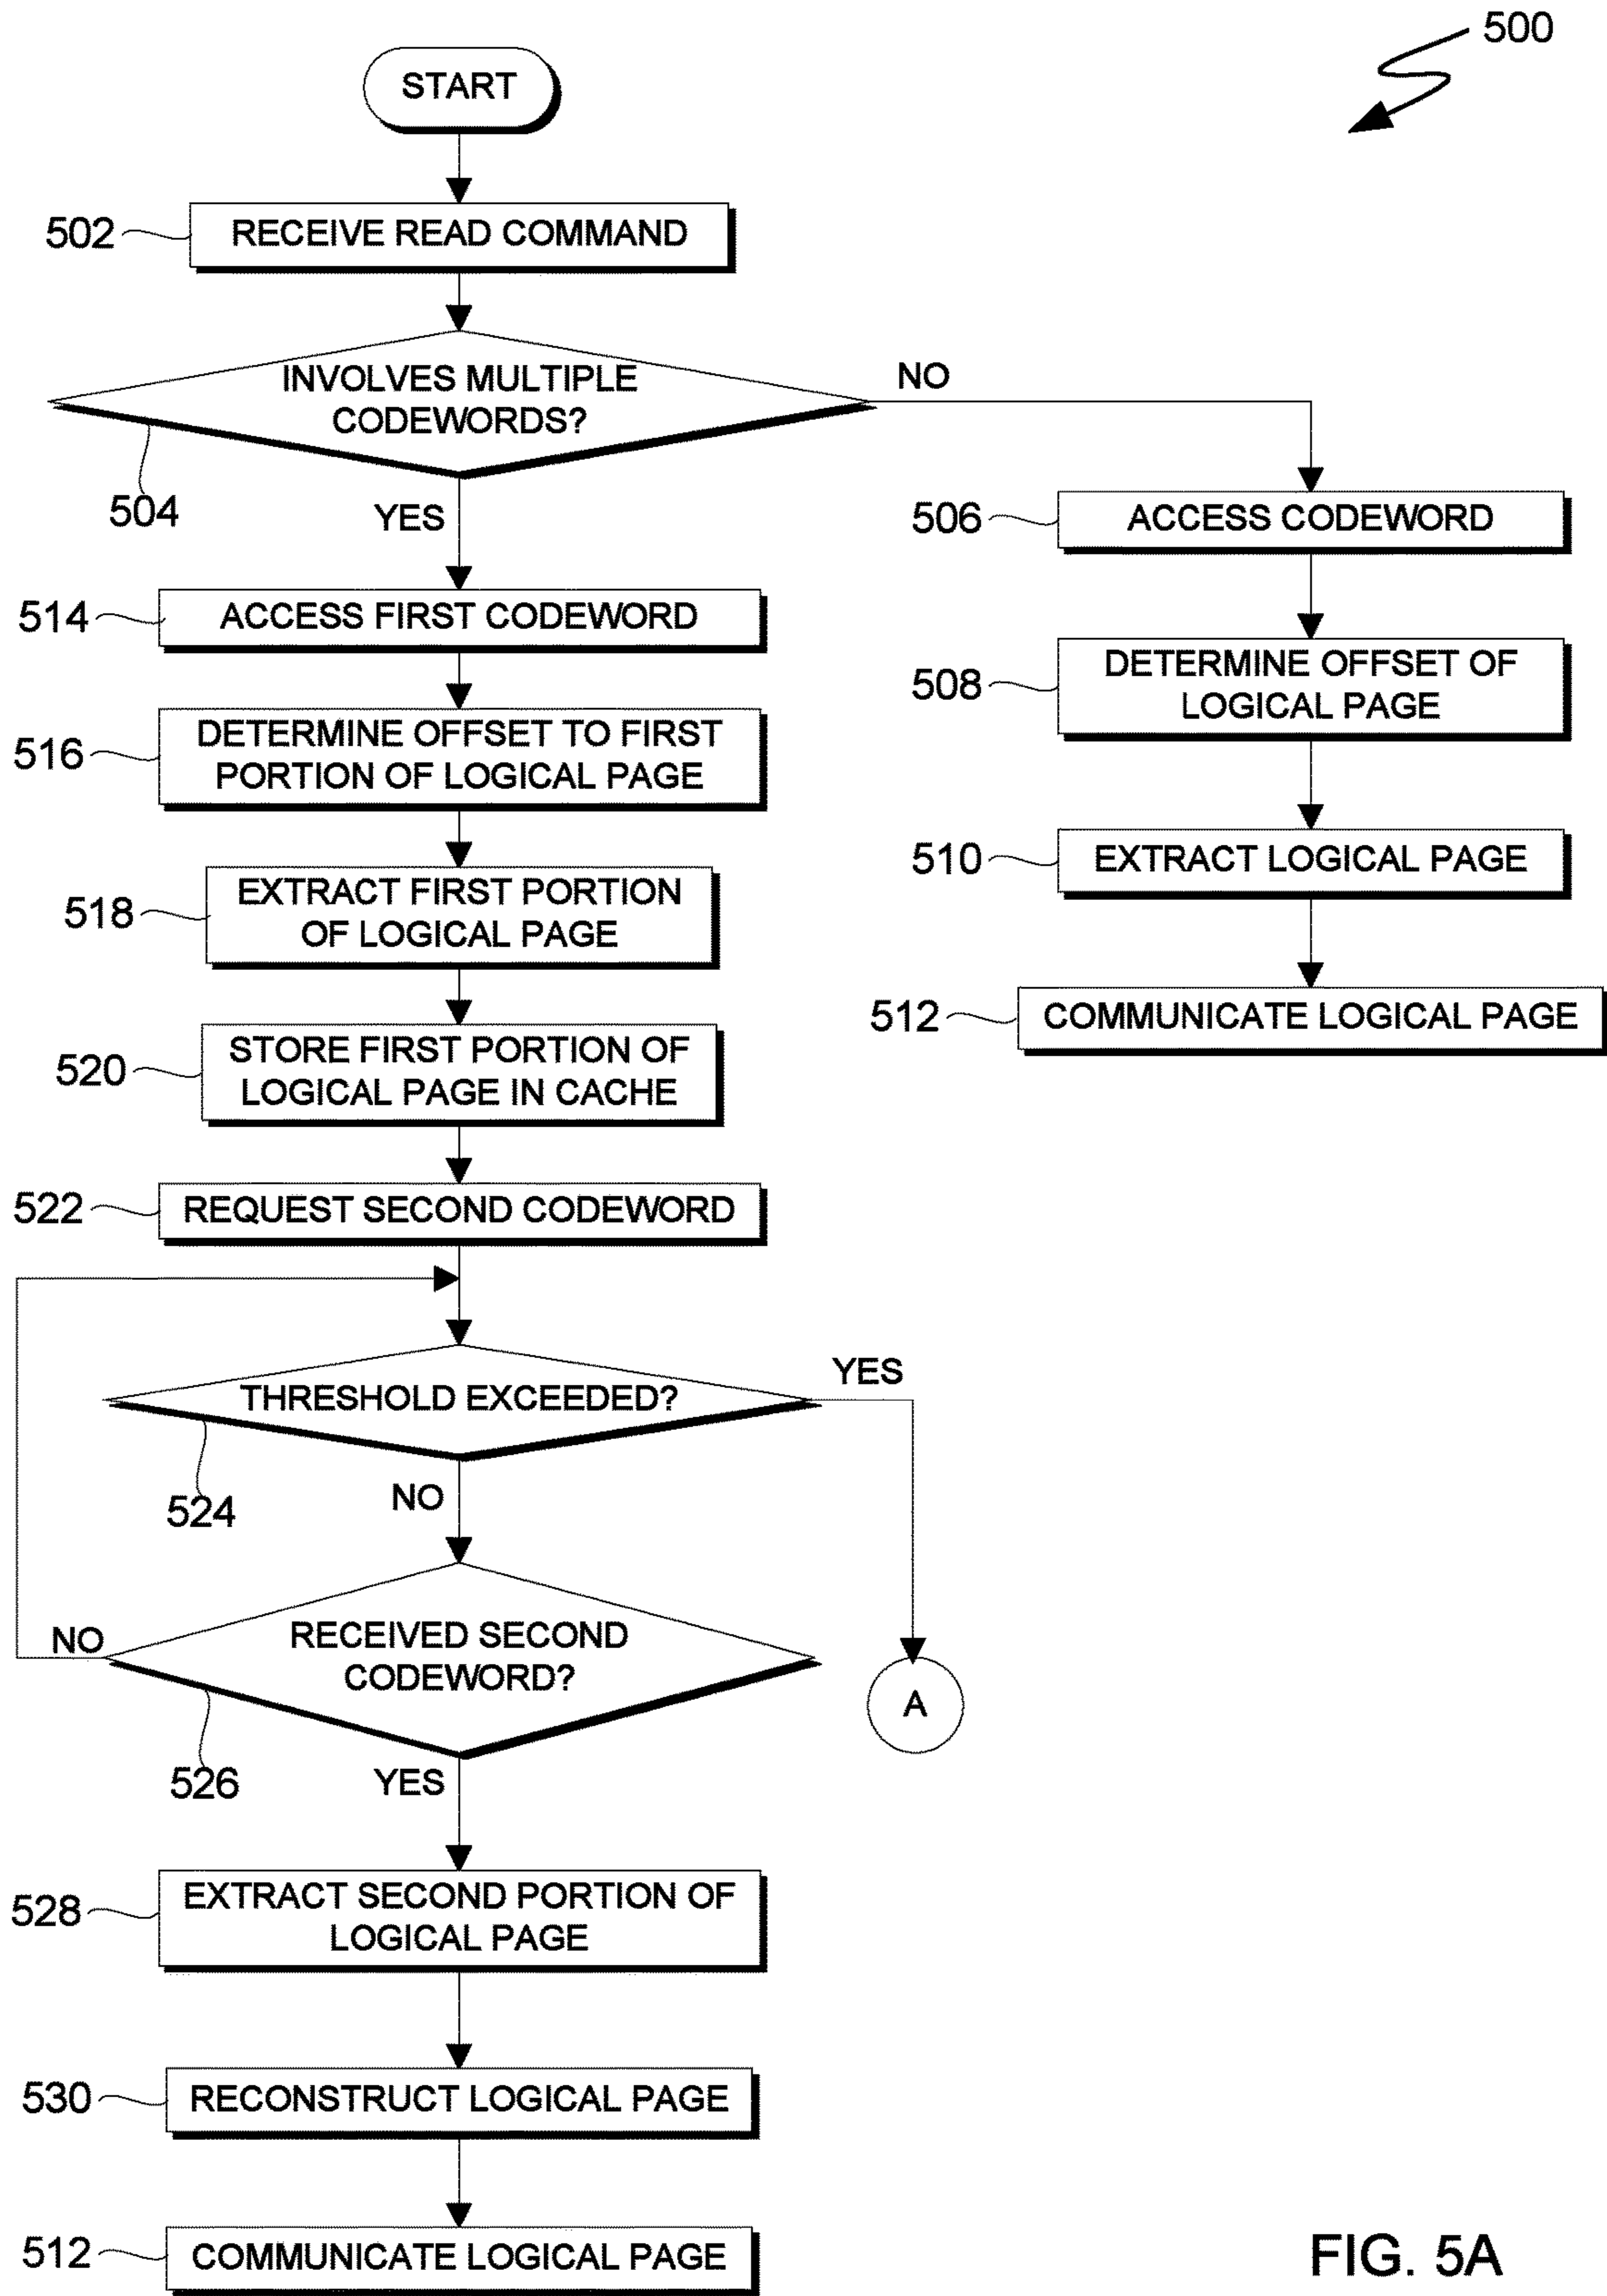 500
START
502
RECEIVE READ COMMAND
INVOLVES MULTIPLE
CODEWORDS?
NO
504
YES
506
ACCESS CODEWORD
508
DETERMINE OFFSET OF
LOGICAL PAGE
510
EXTRACT LOGICAL PAGE
512
COMMUNICATE LOGICAL PAGE
514
ACCESS FIRST CODEWORD
516
DETERMINE OFFSET TO FIRST
PORTION OF LOGICAL PAGE
518
EXTRACT FIRST PORTION
OF LOGICAL PAGE
520
STORE FIRST PORTION OF
LOGICAL PAGE IN CACHE
522
REQUEST SECOND CODEWORD
THRESHOLD EXCEEDED?
YES
524
NO
RECEIVED SECOND
CODEWORD?
NO
A
526
YES
528
EXTRACT SECOND PORTION OF
LOGICAL PAGE
530
RECONSTRUCT LOGICAL PAGE
512
COMMUNICATE LOGICAL PAGE
FIG. 5A